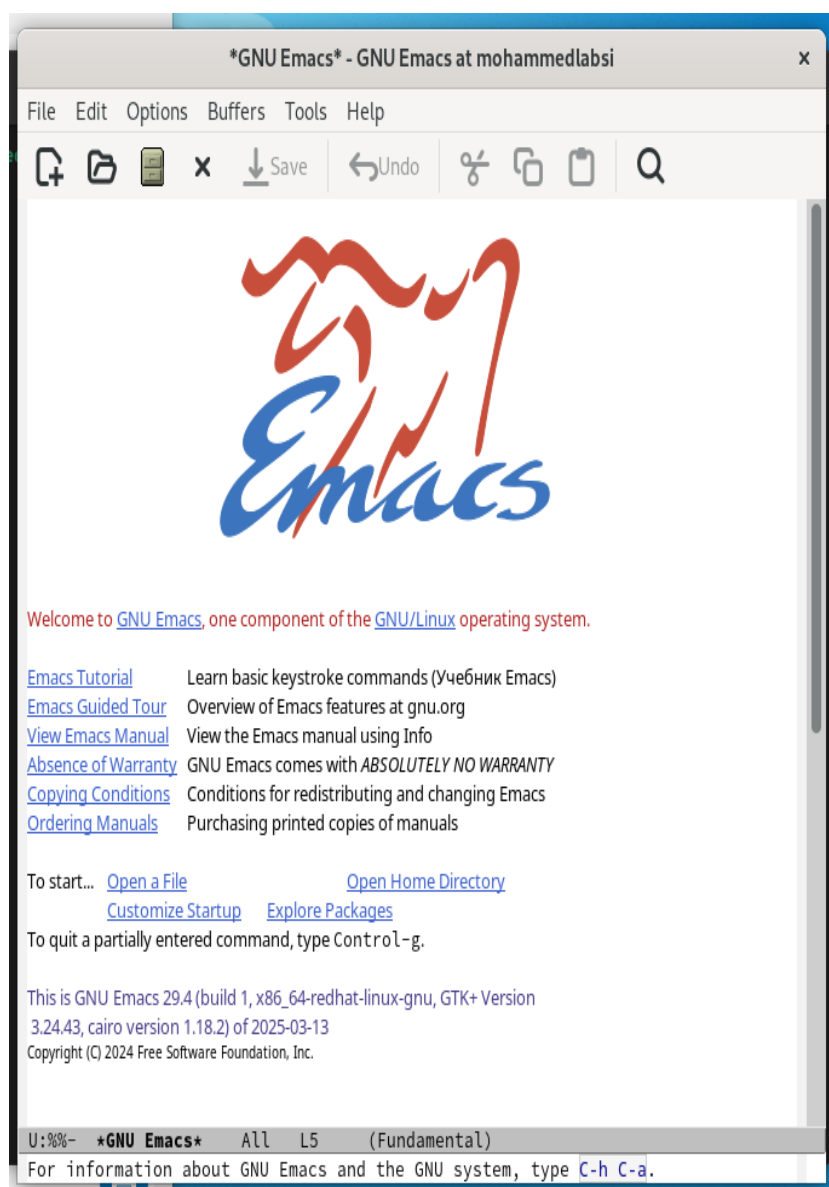 *GNU Emacs* - GNU Emacs at mohammedlabsi
File Edit Options Buffers Tools Help
Save Undo
Emacs
Welcome to GNU Emacs, one component of the GNU/Linux operating system.
Emacs Tutorial Learn basic keystroke commands (Учебник Emacs)
Emacs Guided Tour Overview of Emacs features at gnu.org
View Emacs Manual View the Emacs manual using Info
Absence of Warranty GNU Emacs comes with ABSOLUTELY NO WARRANTY
Copying Conditions Conditions for redistributing and changing Emacs
Ordering Manuals Purchasing printed copies of manuals
To start... Open a File Open Home Directory
Customize Startup Explore Packages
To quit a partially entered command, type Control-g.
This is GNU Emacs 29.4 (build 1, x86_64-redhat-linux-gnu, GTK+ Version
3.24.43, cairo version 1.18.2) of 2025-03-13
Copyright (C) 2024 Free Software Foundation, Inc.
U:%%- *GNU Emacs* All L5 (Fundamental)
For information about GNU Emacs and the GNU system, type C-h C-a.